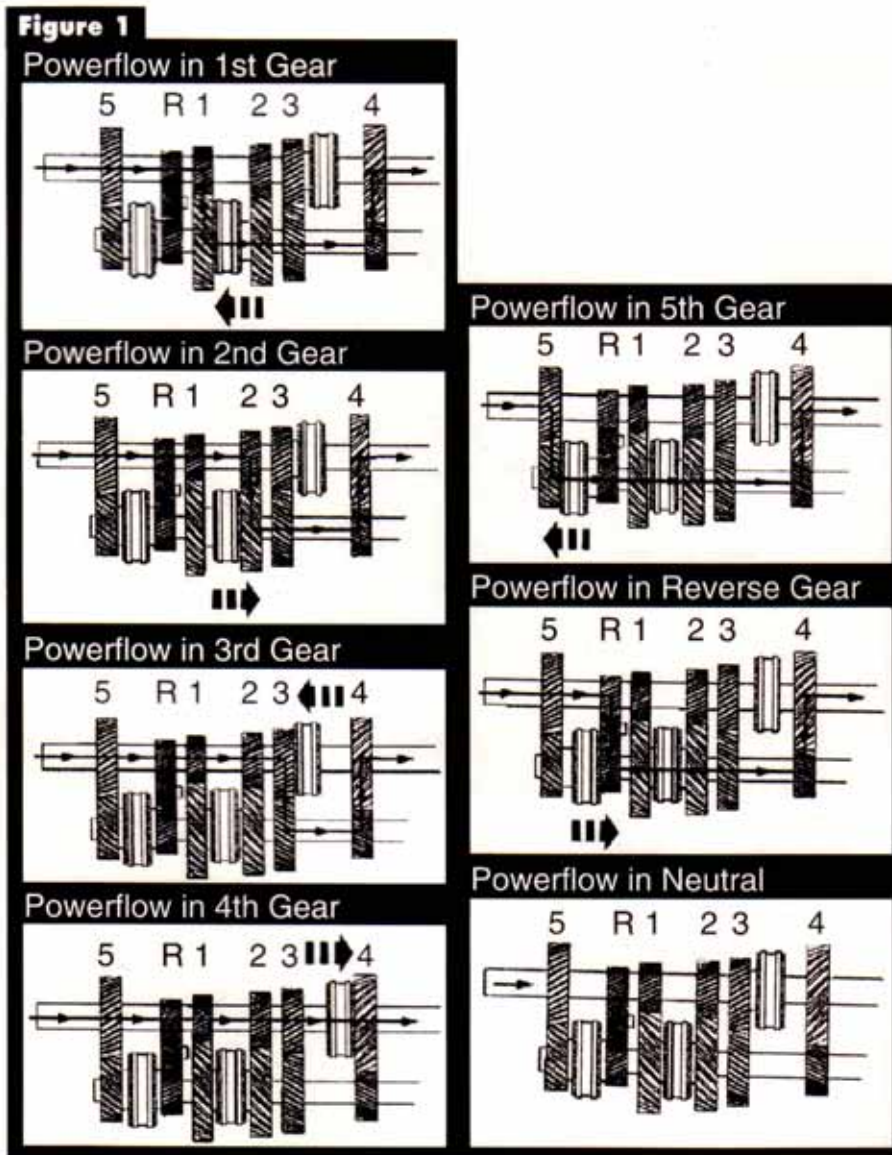 Figure 1
Powerflow in 1st Gear
5 R 1 2 3 4
Powerflow in 2nd Gear
5 R 1 2 3 4
Powerflow in 3rd Gear
5 R 1 2 3 4
Powerflow in 4th Gear
5 R 1 2 3 4
Powerflow in 5th Gear
5 R 1 2 3 4
Powerflow in Reverse Gear
5 R 1 2 3 4
Powerflow in Neutral
5 R 1 2 3 4